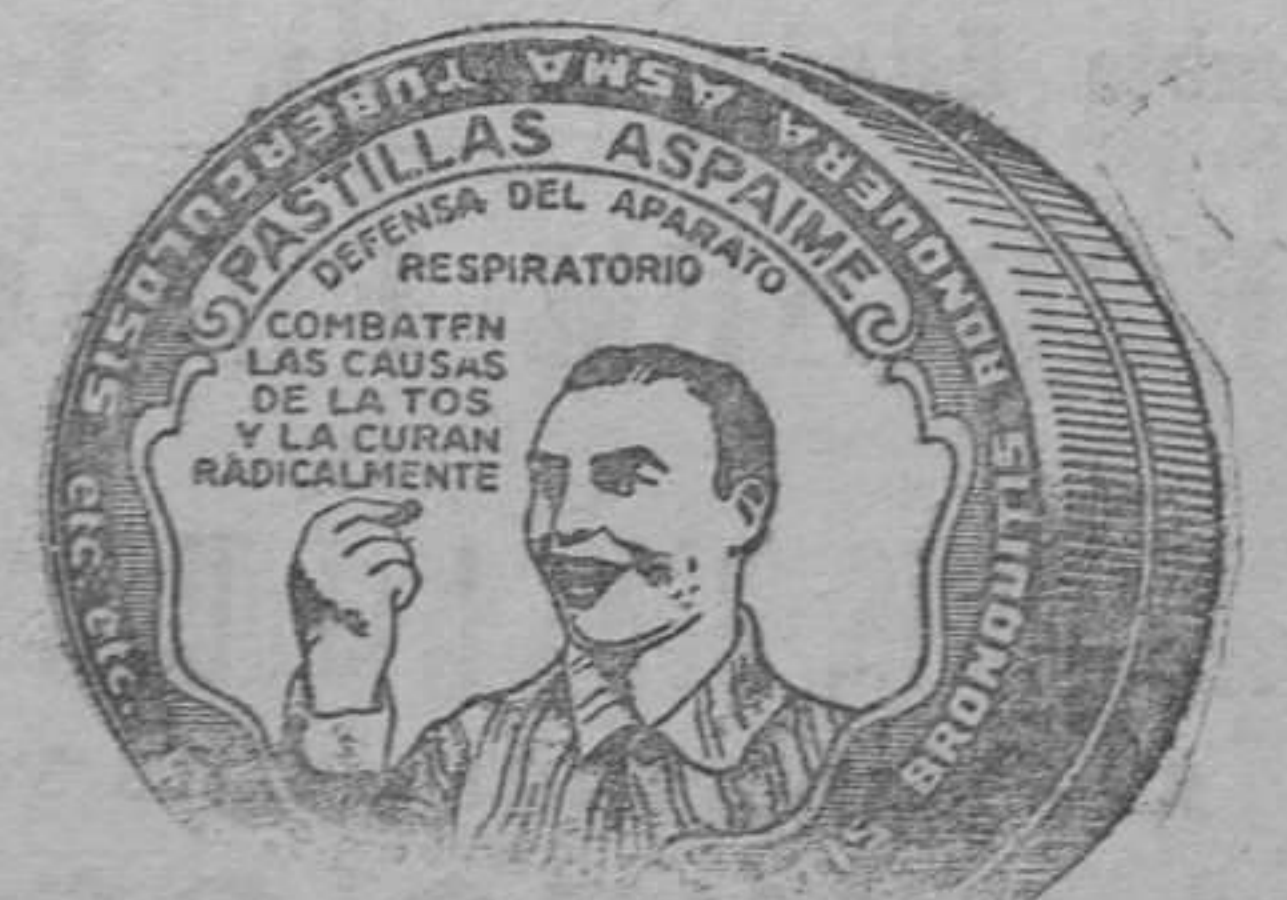 PASTILLAS ASPAIME
DEFENSA DEL APARATO
RESPIRATORIO
COMBATEN
LAS CAUSAS
DE LA TOS
Y LA CURAN
RADICALMENTE
BRONQUITIS RONQUERA ASMA TUBERCULOSIS etc. etc.